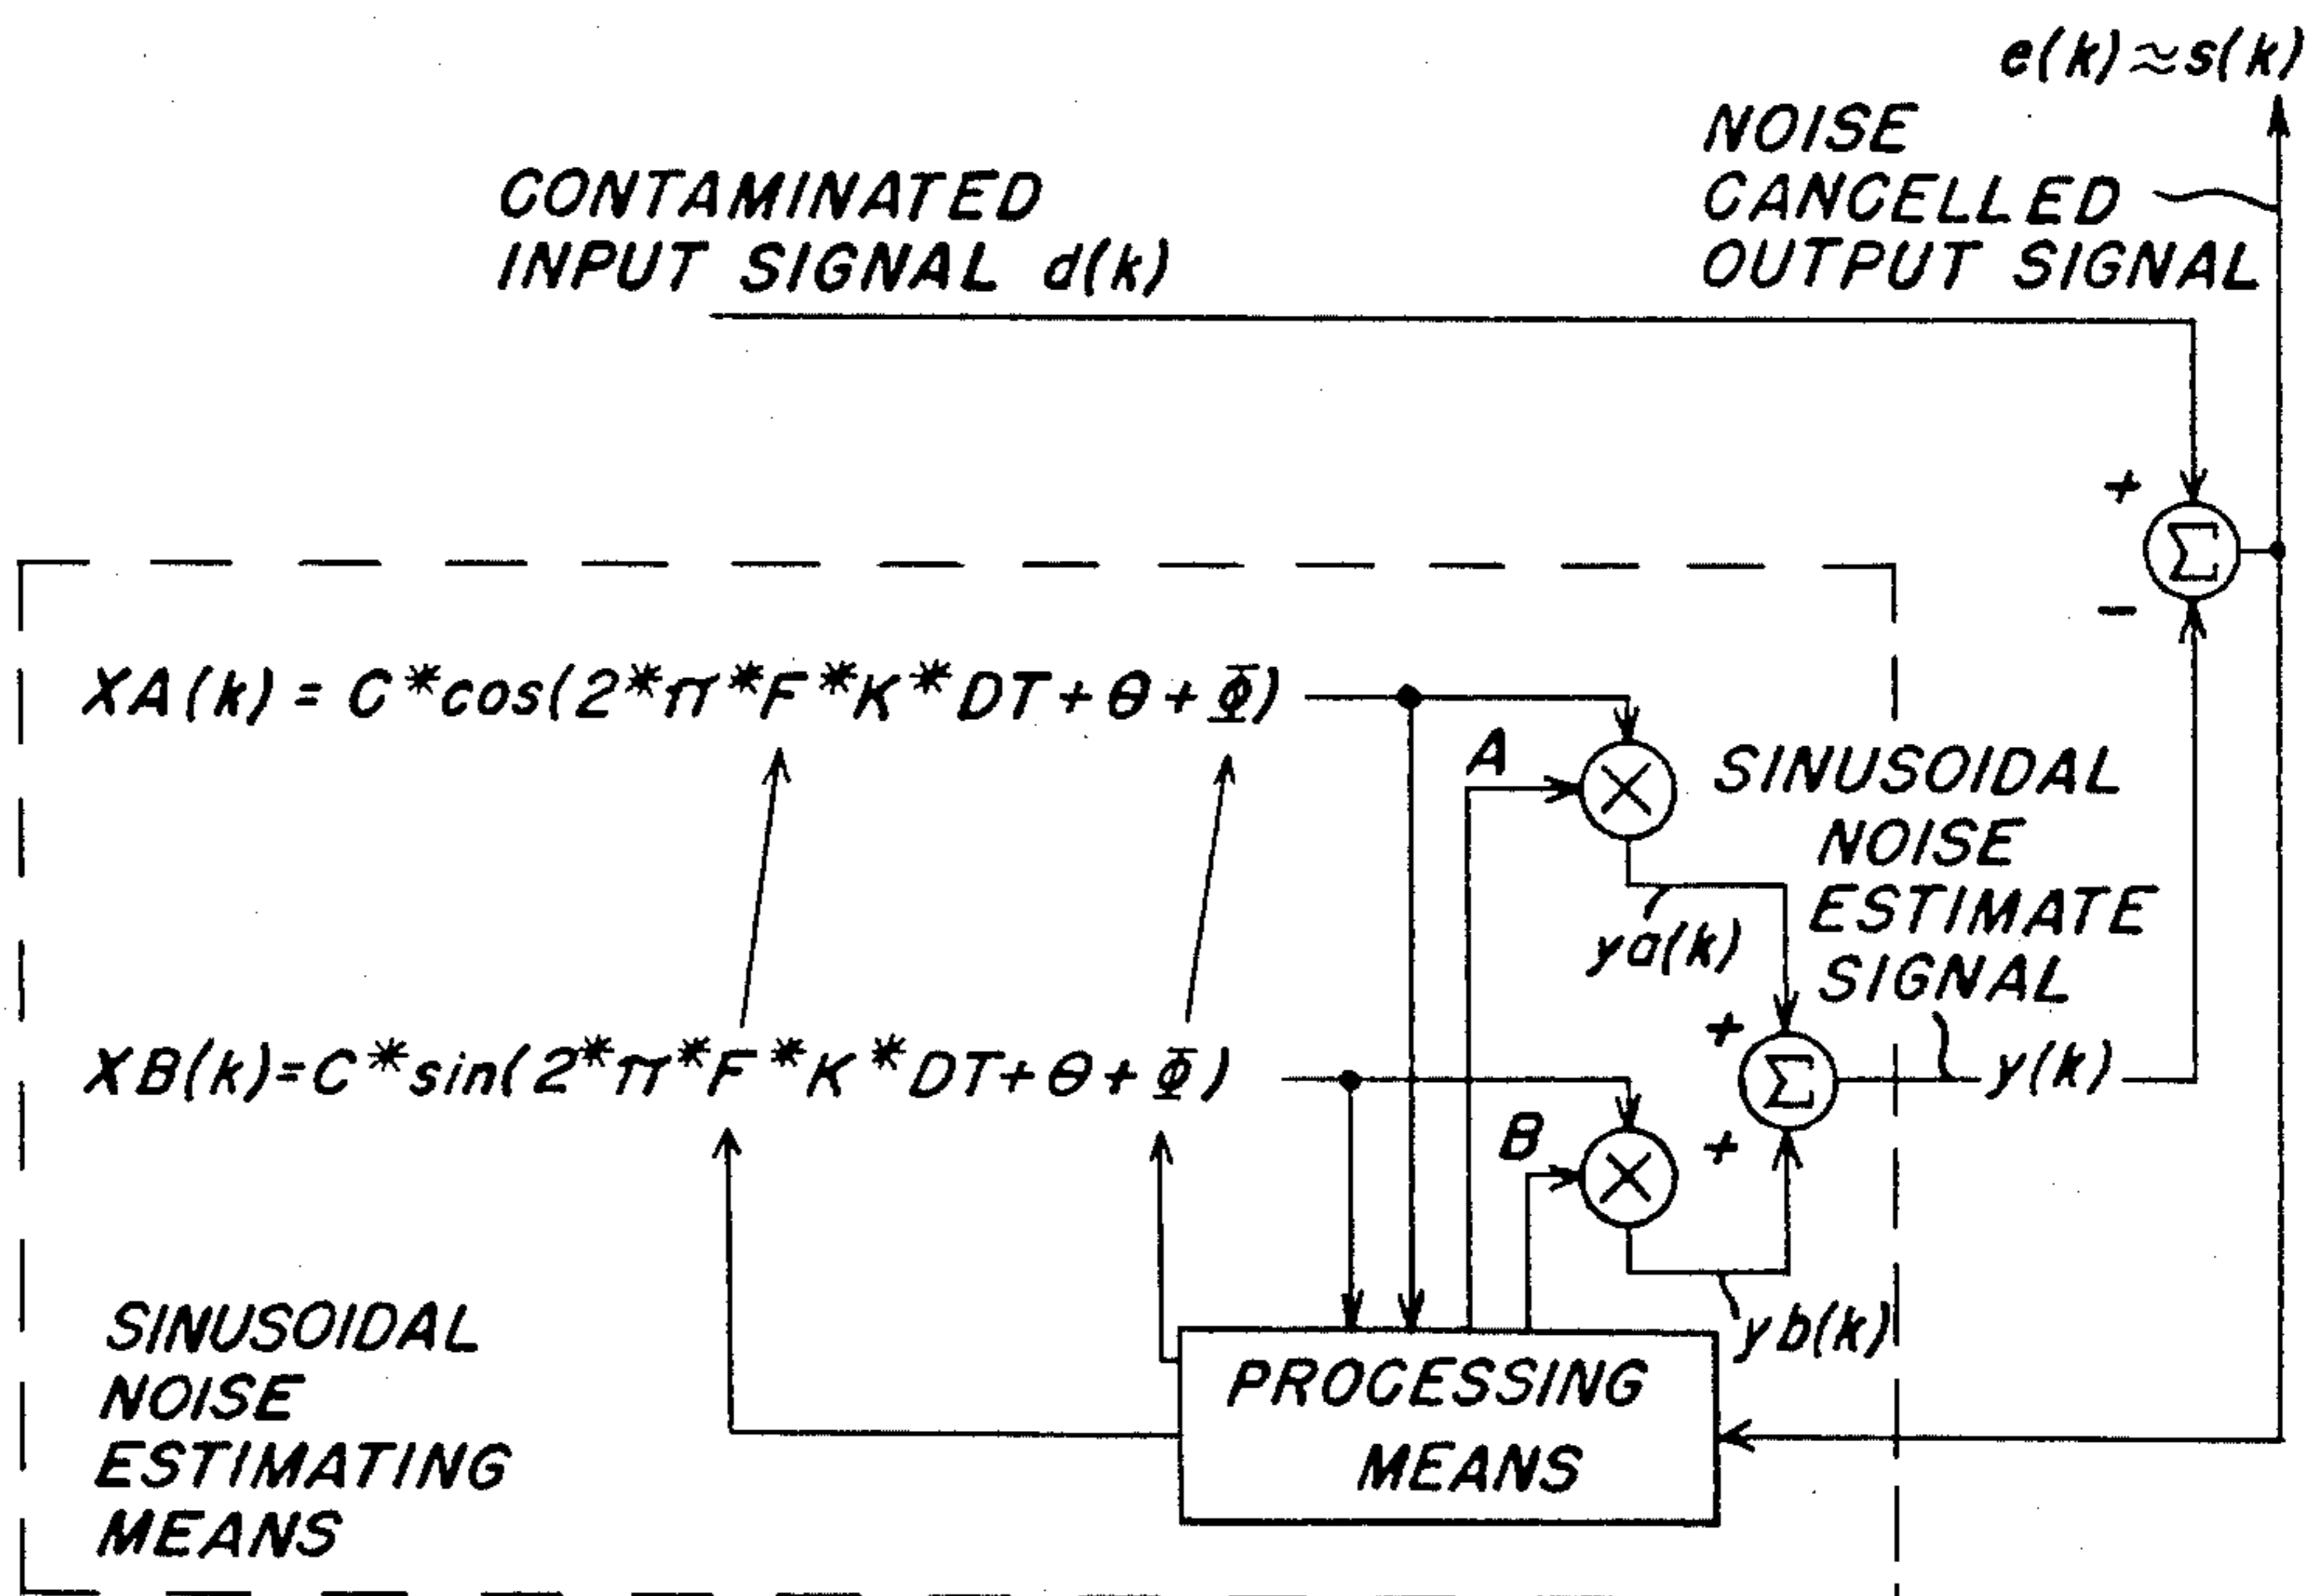 e(k)≈s(k)
NOISE
CANCELLED
OUTPUT SIGNAL
CONTAMINATED
INPUT SIGNAL d(k)
+
Σ
−
XA(k) = C*cos(2*π*F*K*DT+θ+Φ)
A
×
SINUSOIDAL
NOISE
ESTIMATE
SIGNAL
ya(k)
XB(k)=C*sin(2*π*F*K*DT+θ+Φ)
+
Σ
+
y(k)
B
×
yb(k)
SINUSOIDAL
NOISE
ESTIMATING
MEANS
PROCESSING
MEANS